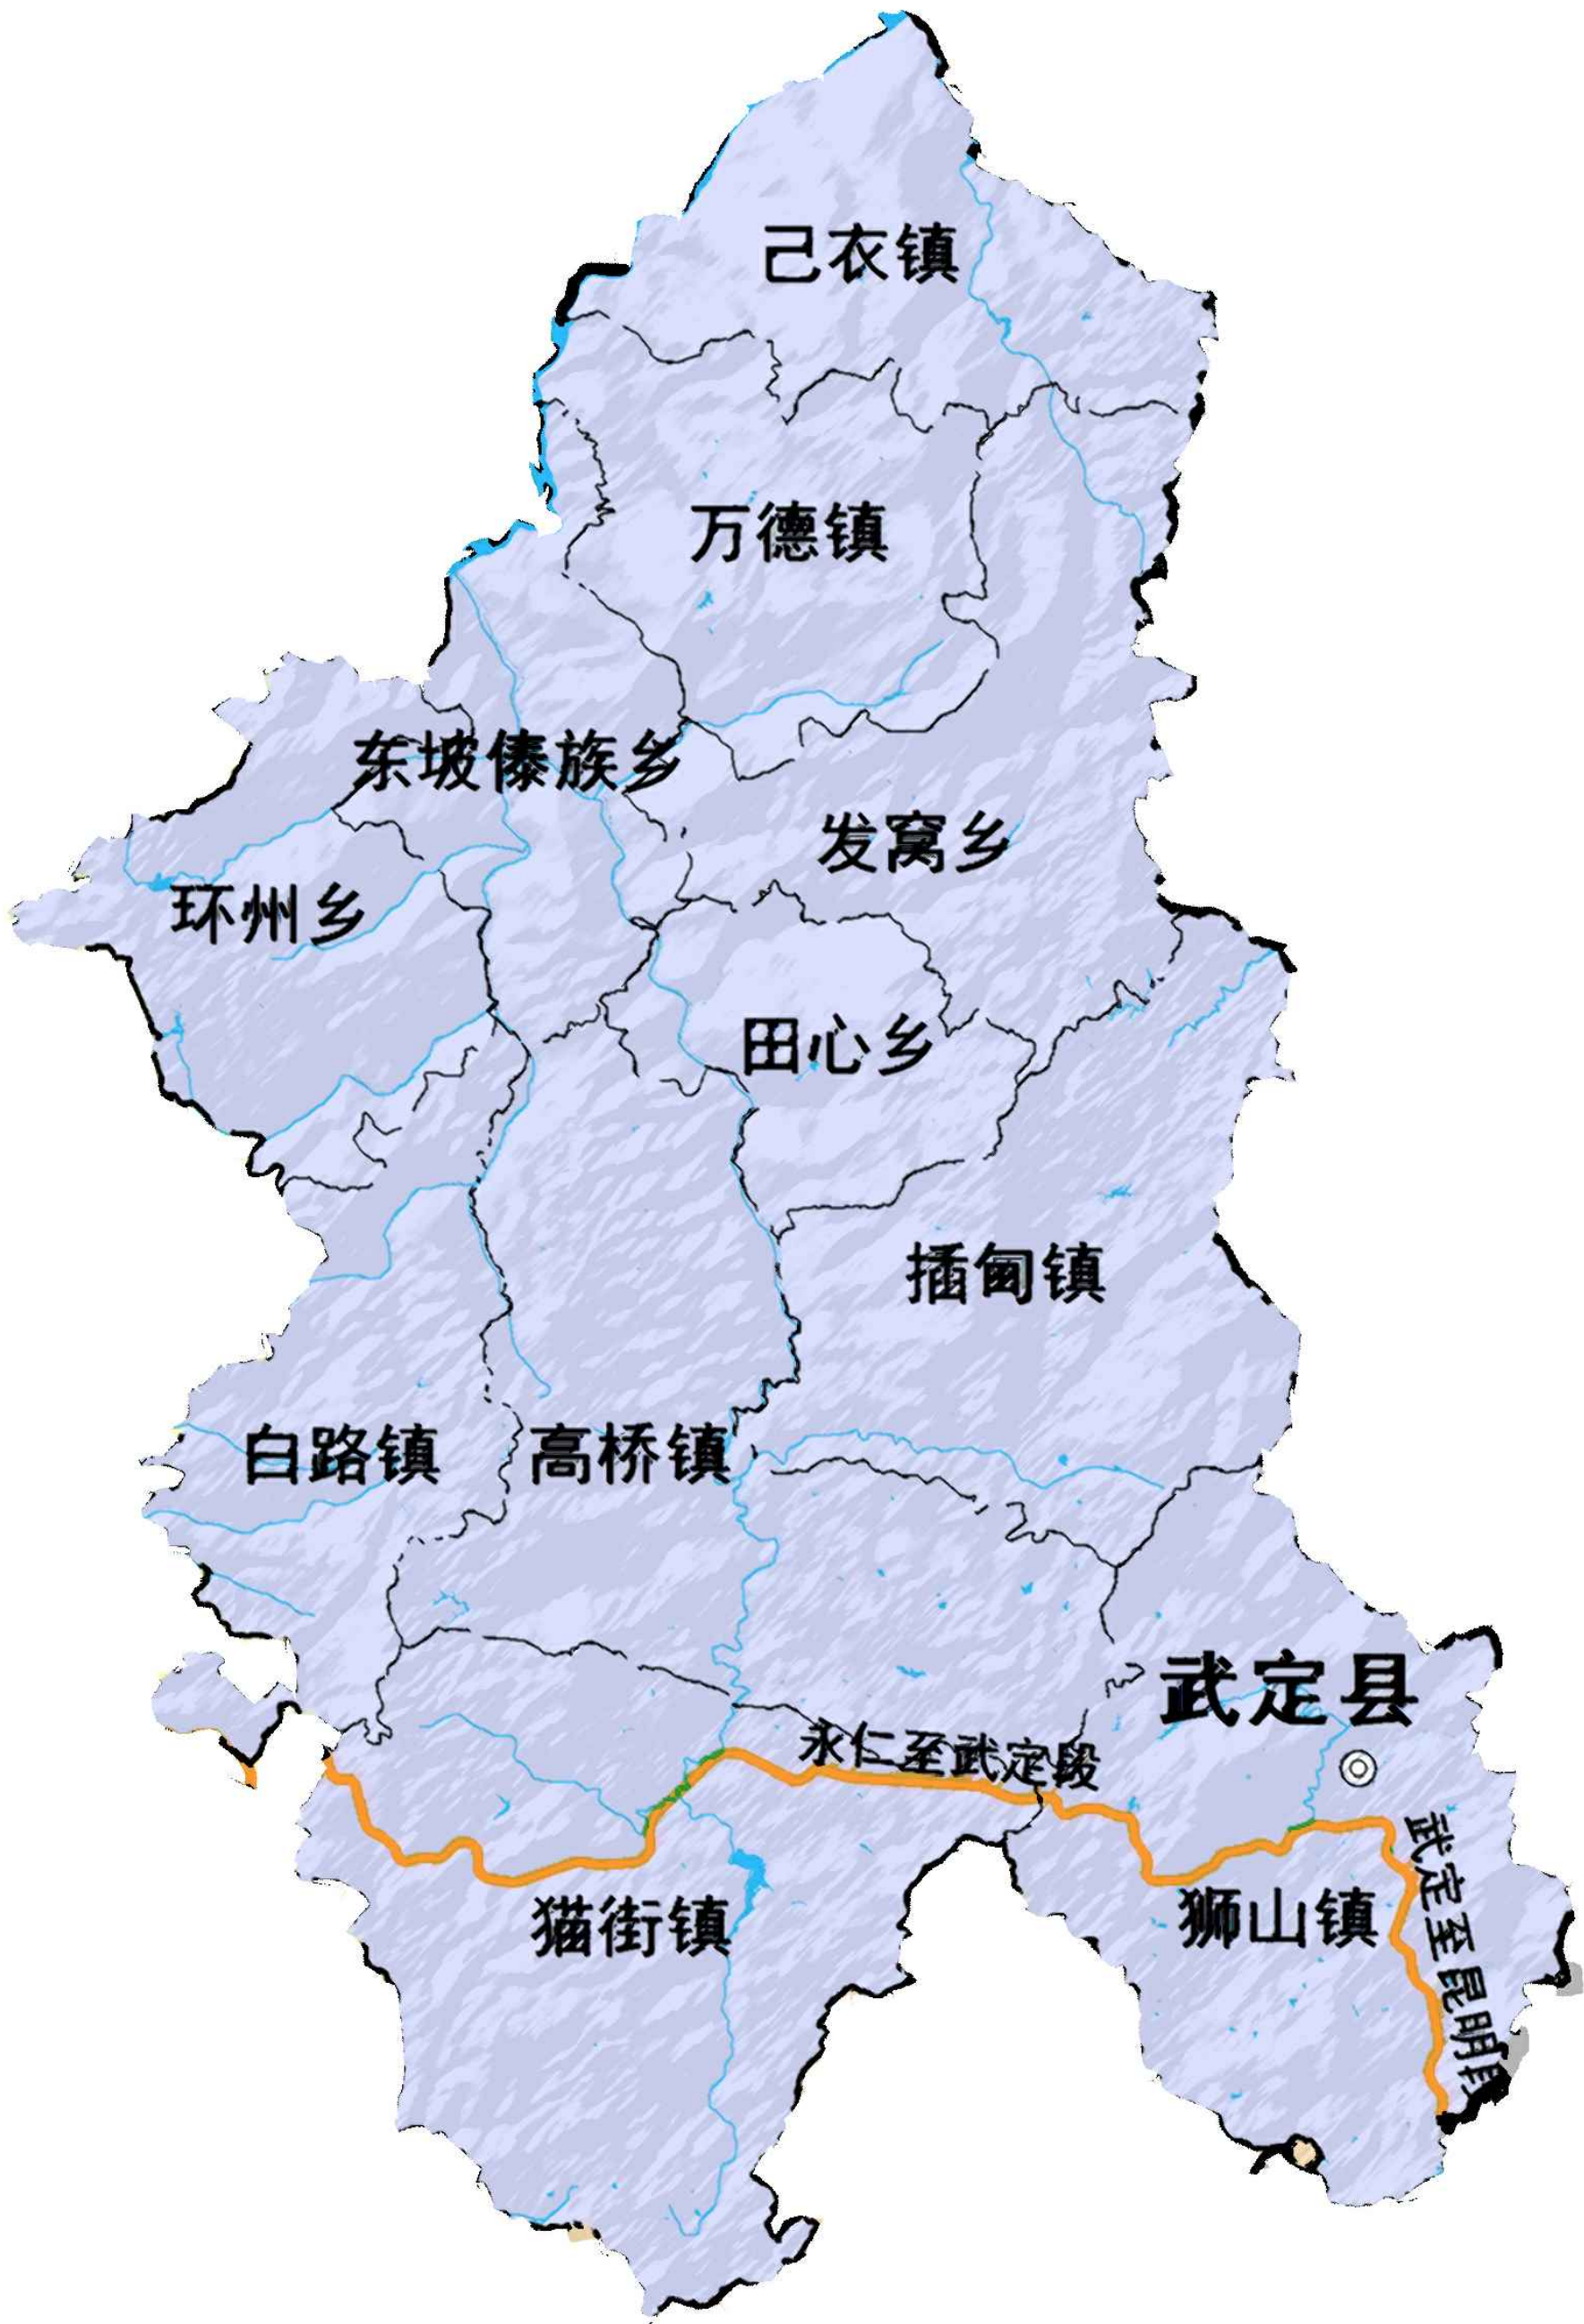 己衣镇
万德镇
东坡傣族乡
发窝乡
环州乡
田心乡
插甸镇
白路镇
高桥镇
武定县
永仁至武定段
武定至昆明段
猫街镇
狮山镇